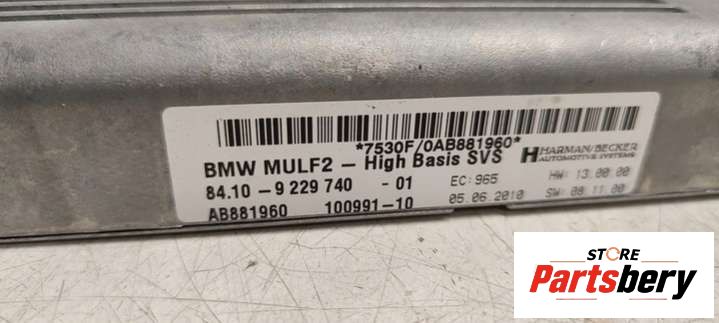 *7530F/0AB881960*
BMW MULF2 - High Basis SVS
HARMAN/BECKER
AUTOMOTIVE SYSTEMS
84.10 - 9 229 740 - 01
EC: 965
HW: 13.00.00
AB881960 100991-10
05.06.2010
SW: 08.11.00
STORE
Partsbery